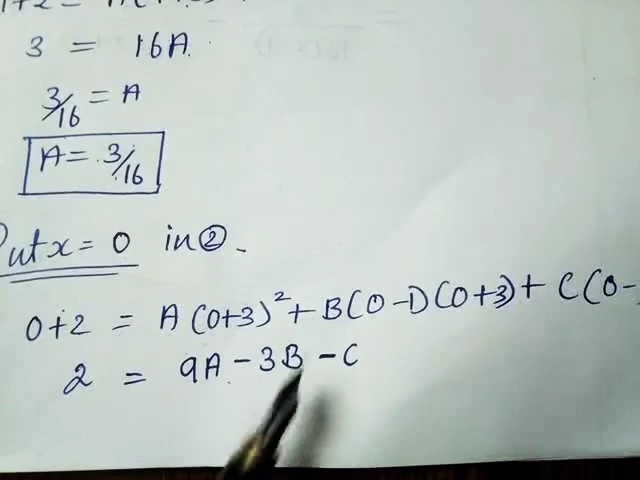 3 = 16A.
3/16 = A
A = 3/16
Put x = 0 in ②.
0+2 = A(0+3)² + B(0-1)(0+3) + C(0-
2 = 9A - 3B - C